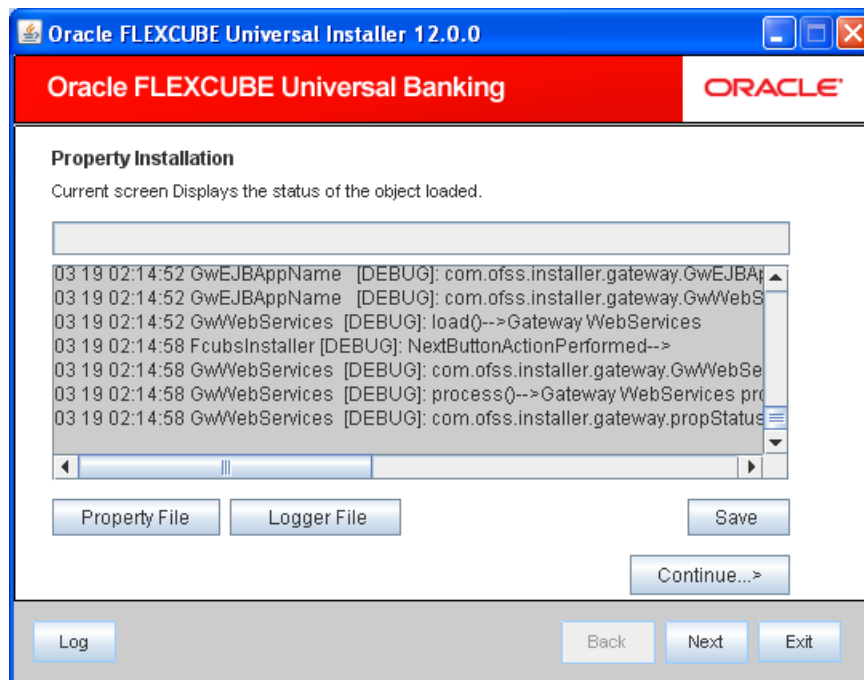 Oracle FLEXCUBE Universal Installer 12.0.0
Oracle FLEXCUBE Universal Banking
ORACLE
Property Installation
Current screen Displays the status of the object loaded.
03 19 02:14:52 GwEJBAppName [DEBUG]: com.ofss.installer.gateway.GwEJBAp
03 19 02:14:52 GwEJBAppName [DEBUG]: com.ofss.installer.gateway.GwWebS
03 19 02:14:52 GwWebServices [DEBUG]: load()-->Gateway WebServices
03 19 02:14:58 FcubsInstaller [DEBUG]: NextButtonActionPerformed-->
03 19 02:14:58 GwWebServices [DEBUG]: com.ofss.installer.gateway.GwWebSe
03 19 02:14:58 GwWebServices [DEBUG]: process()-->Gateway WebServices pro
03 19 02:14:58 GwWebServices [DEBUG]: com.ofss.installer.gateway.propStatus
Property File Logger File Save
Continue...>
Log Back Next Exit